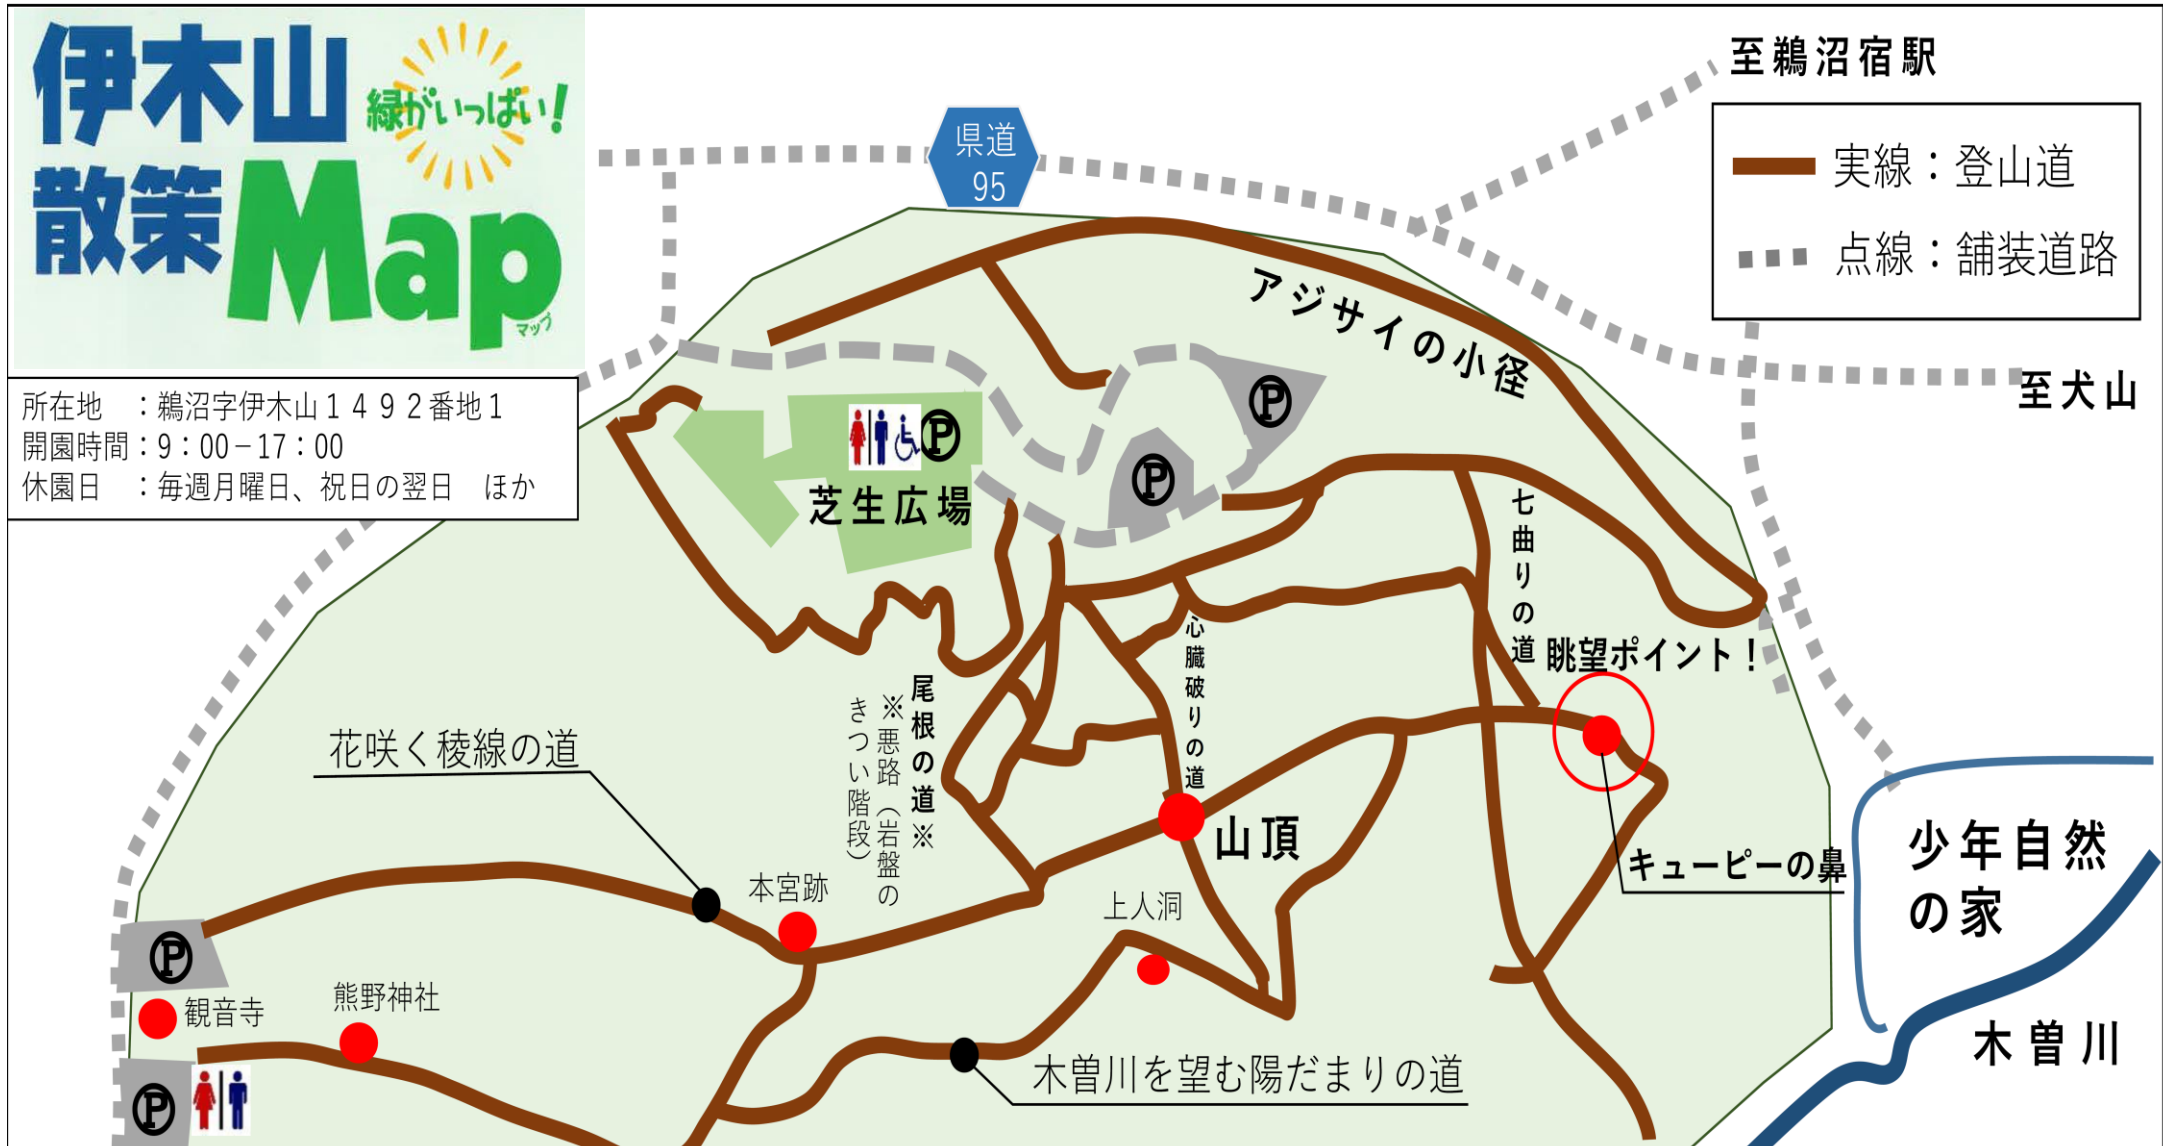 伊木山
緑がいっぱい!
散策Map
マップ
所在地 :鵜沼字伊木山1492番地1
開園時間:9:00-17:00
休園日 :毎週月曜日、祝日の翌日 ほか
県道
95
至鵜沼宿駅
実線:登山道
点線:舗装道路
至犬山
アジサイの小径
P
P
P
芝生広場
七曲りの道
眺望ポイント!
心臓破りの道
尾根の道※
※悪路(岩盤の
きつい階段)
花咲く稜線の道
本宮跡
山頂
上人洞
キューピーの鼻
少年自然
の家
木曽川
P
観音寺
熊野神社
P
木曽川を望む陽だまりの道